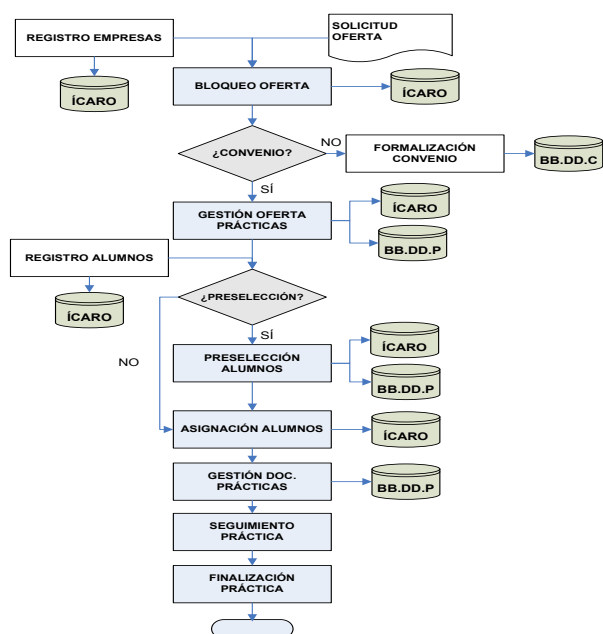 SOLICITUD
OFERTA
REGISTRO EMPRESAS
ÍCARO
BLOQUEO OFERTA
ÍCARO
¿CONVENIO?
NO
FORMALIZACIÓN
CONVENIO
BB.DD.C
SÍ
GESTIÓN OFERTA
PRÁCTICAS
ÍCARO
BB.DD.P
REGISTRO ALUMNOS
ÍCARO
¿PRESELECCIÓN?
SÍ
NO
PRESELECCIÓN
ALUMNOS
ÍCARO
BB.DD.P
ASIGNACIÓN ALUMNOS
ÍCARO
GESTIÓN DOC.
PRÁCTICAS
BB.DD.P
SEGUIMIENTO
PRÁCTICA
FINALIZACIÓN
PRÁCTICA